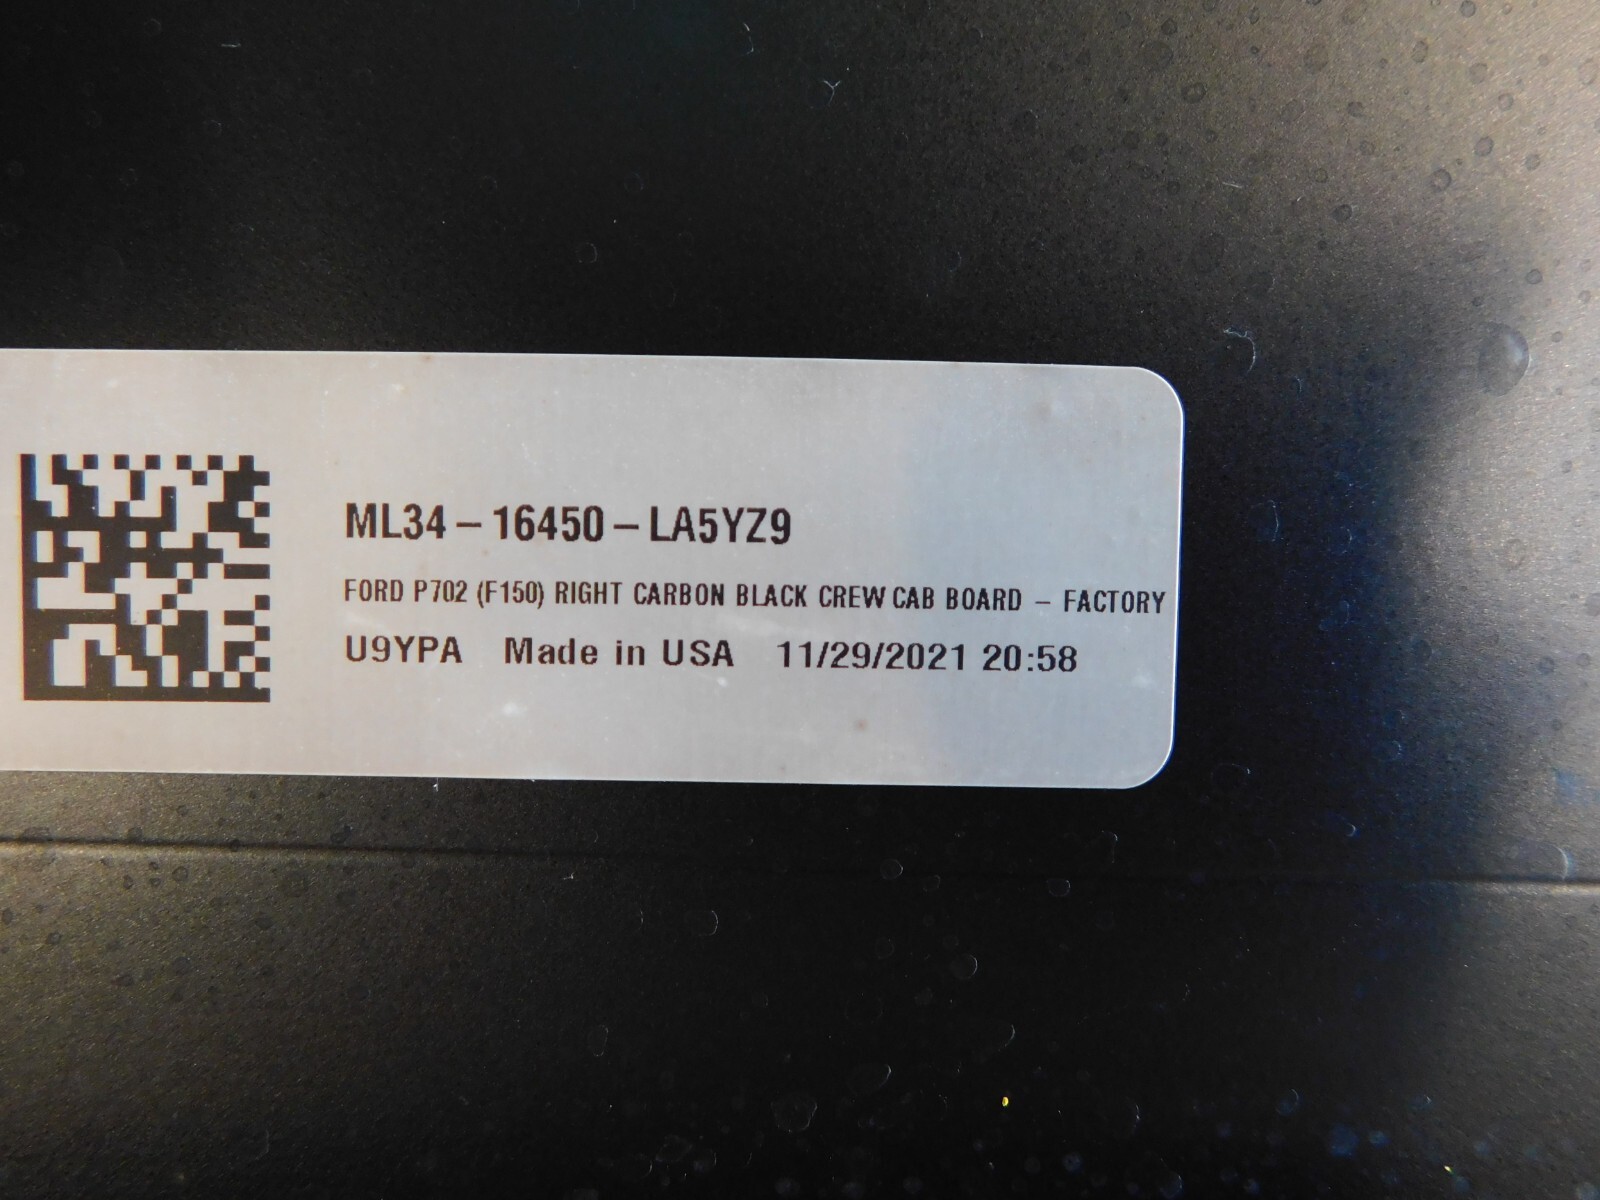 ML34 – 16450 – LA5YZ9
FORD P702 (F150) RIGHT CARBON BLACK CREW CAB BOARD – FACTORY
U9YPA Made in USA 11/29/2021 20:58